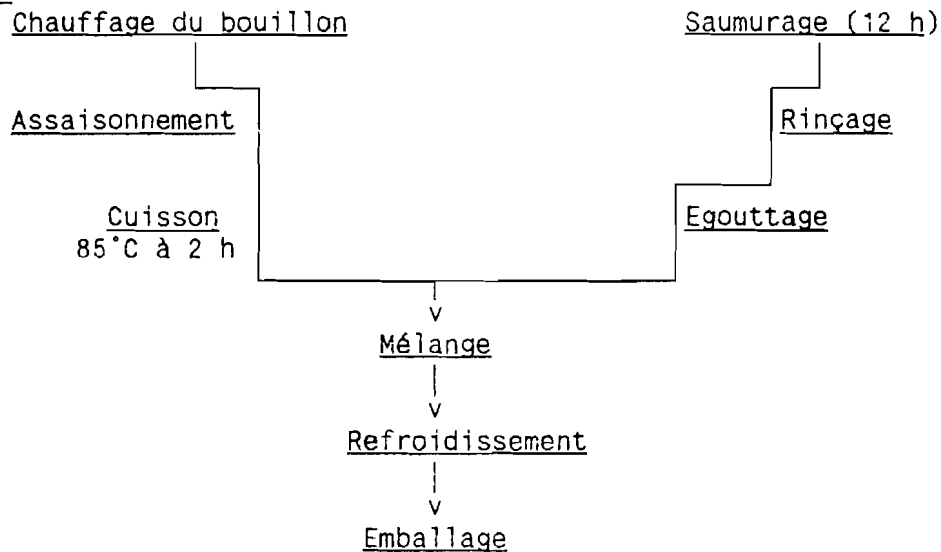 Chauffage du bouillon
Saumurage (12 h)
Assaisonnement
Rinçage
Cuisson
85°C à 2 h
Egouttage
Mélange
Refroidissement
Emballage